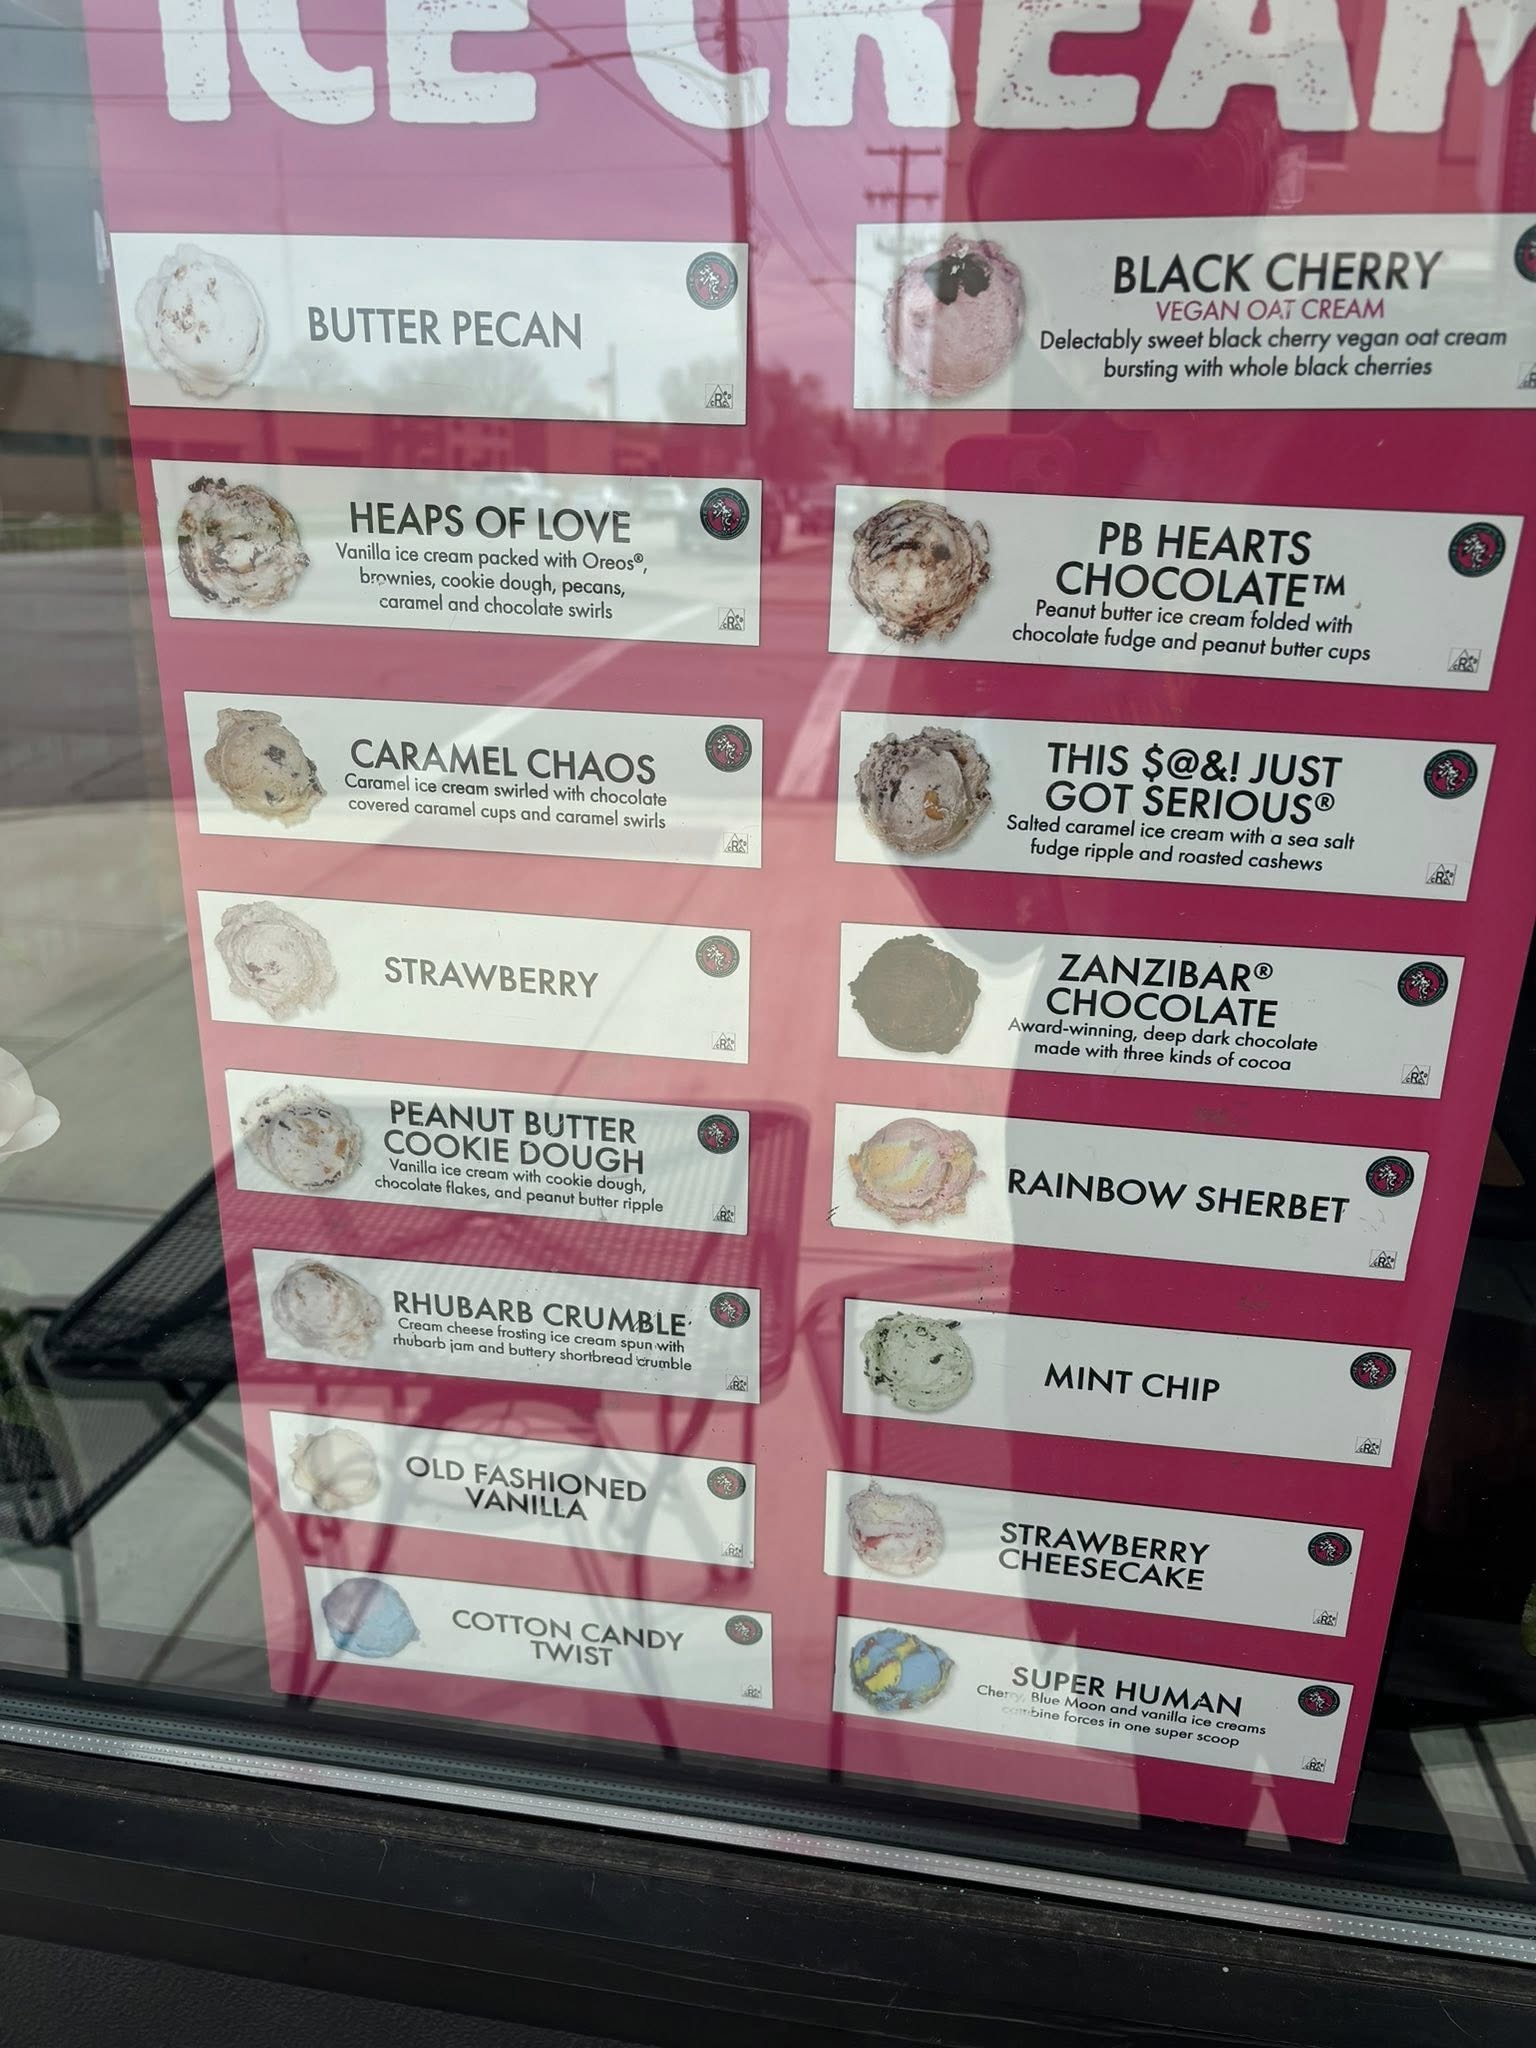 ICE CREAM
BUTTER PECAN
HEAPS OF LOVE
Vanilla ice cream packed with Oreos®,
brownies, cookie dough, pecans,
caramel and chocolate swirls
CARAMEL CHAOS
Caramel ice cream swirled with chocolate
covered caramel cups and caramel swirls
STRAWBERRY
PEANUT BUTTER
COOKIE DOUGH
Vanilla ice cream with cookie dough,
chocolate flakes, and peanut butter ripple
RHUBARB CRUMBLE
Cream cheese frosting ice cream spun with
rhubarb jam and buttery shortbread crumble
OLD FASHIONED
VANILLA
COTTON CANDY
TWIST
BLACK CHERRY
VEGAN OAT CREAM
Delectably sweet black cherry vegan oat cream
bursting with whole black cherries
PB HEARTS
CHOCOLATE™
Peanut butter ice cream folded with
chocolate fudge and peanut butter cups
THIS $@&! JUST
GOT SERIOUS®
Salted caramel ice cream with a sea salt
fudge ripple and roasted cashews
ZANZIBAR®
CHOCOLATE
Award-winning, deep dark chocolate
made with three kinds of cocoa
RAINBOW SHERBET
MINT CHIP
STRAWBERRY
CHEESECAKE
SUPER HUMAN
Cherry, Blue Moon and vanilla ice creams
combine forces in one super scoop